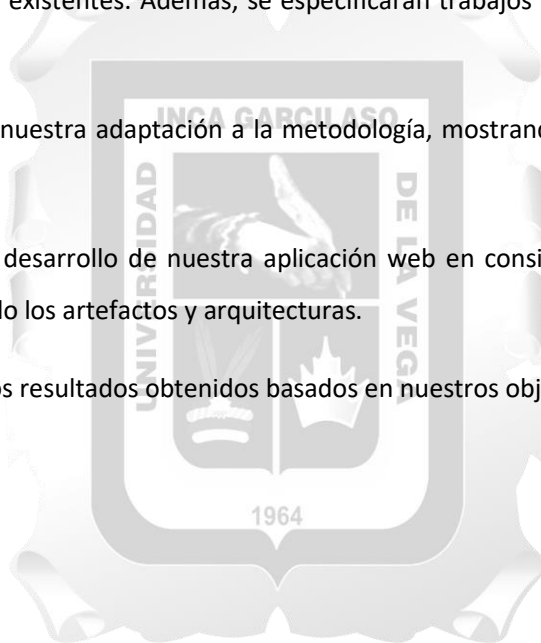 existentes. Además, se especificarán trabajos
INCA GARCILASO
nuestra adaptación a la metodología, mostrand
UNIVERSIDAD
DE LA VEGA
desarrollo de nuestra aplicación web en consi
lo los artefactos y arquitecturas.
os resultados obtenidos basados en nuestros obj
1964